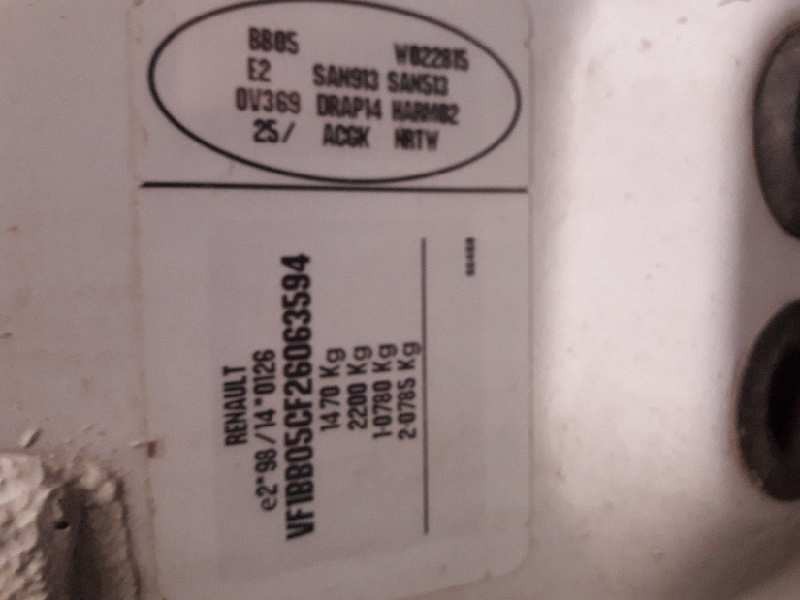 BB05 W022815
E2 SAN913 SAN513
0V369 DRAP14 HARM02
25/ ACGK NRTW
RENAULT
e2*98/14*0126
VF1BB05CF26063594
1470 Kg
2200 Kg
1-0780 Kg
2-0785 Kg